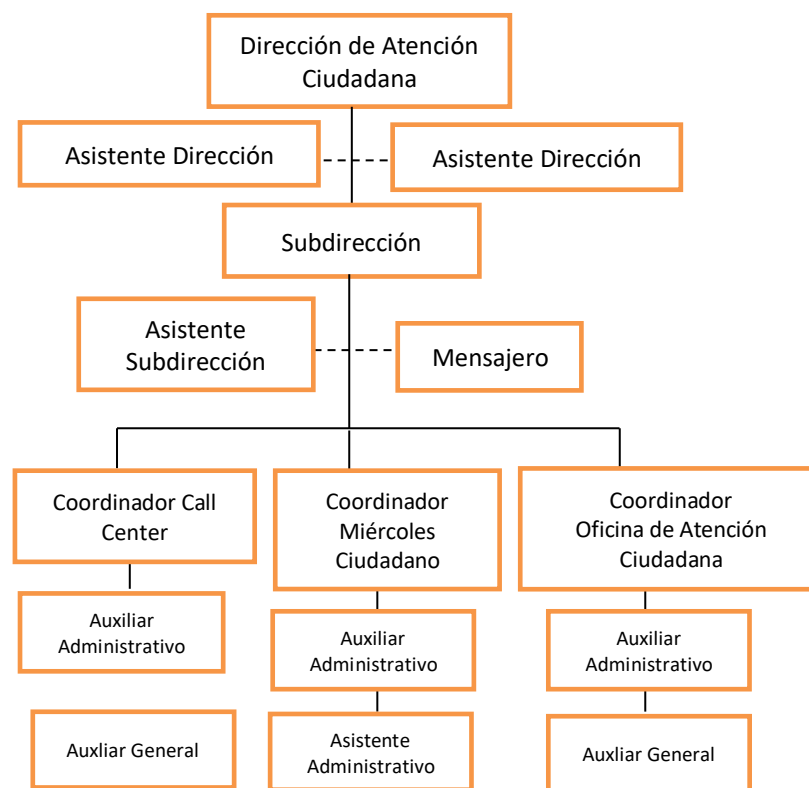 Dirección de Atención
Ciudadana
Asistente Dirección
Asistente Dirección
Subdirección
Asistente
Subdirección
Mensajero
Coordinador Call
Center
Coordinador
Miércoles
Ciudadano
Coordinador
Oficina de Atención
Ciudadana
Auxiliar
Administrativo
Auxiliar
Administrativo
Auxiliar
Administrativo
Auxliar General
Asistente
Administrativo
Auxliar General